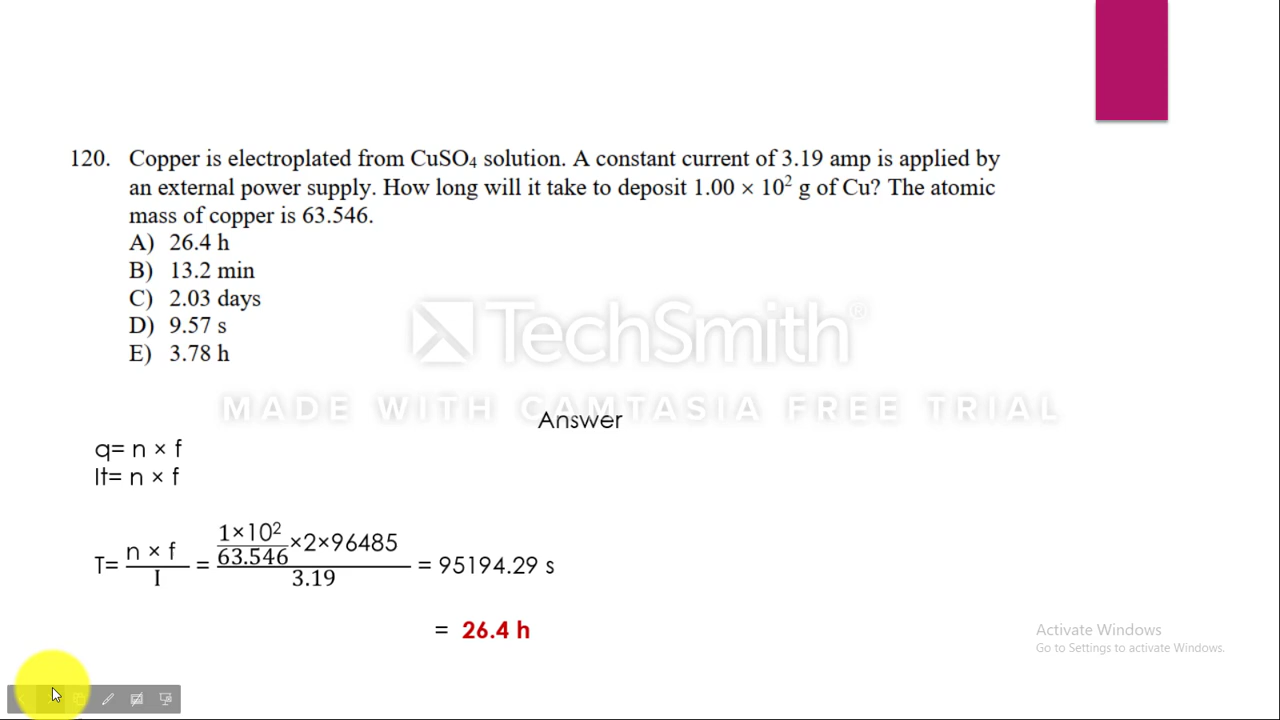 120. Copper is electroplated from CuSO₄ solution. A constant current of 3.19 amp is applied by
an external power supply. How long will it take to deposit 1.00 × 10² g of Cu? The atomic
mass of copper is 63.546.
A) 26.4 h
B) 13.2 min
C) 2.03 days
D) 9.57 s
E) 3.78 h
TechSmith®
MADE WITH CAMTASIA FREE TRIAL
Answer
q= n × f
It= n × f
T= n × f / I = 1×10² / 63.546 ×2×96485 / 3.19 = 95194.29 s
= 26.4 h
Activate Windows
Go to Settings to activate Windows.